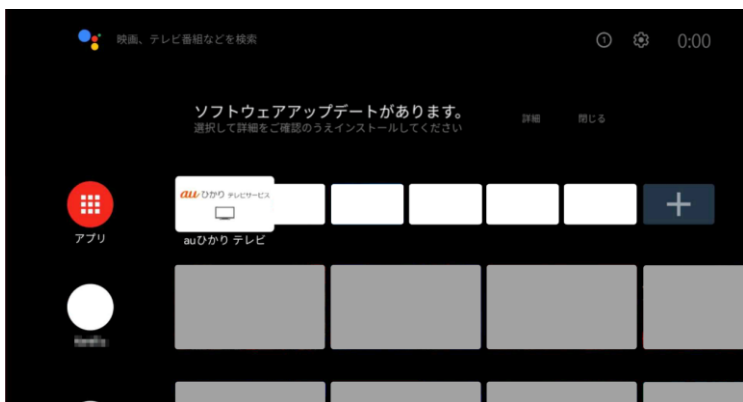 映画、テレビ番組などを検索
0:00
ソフトウェアアップデートがあります。
選択して詳細をご確認のうえインストールしてください
詳細
閉じる
auひかり テレビサービス
アプリ
auひかり テレビ